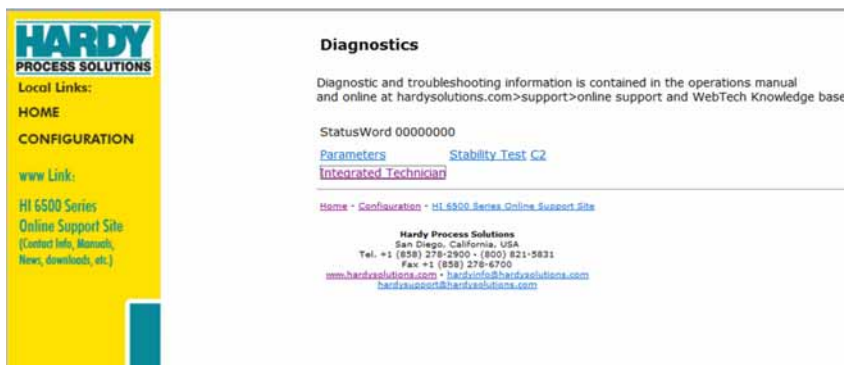 HARDY
PROCESS SOLUTIONS
Local Links:
HOME
CONFIGURATION
www Link:
HI 6500 Series
Online Support Site
(Contact Info, Manuals,
News, downloads, etc.)
Diagnostics
Diagnostic and troubleshooting information is contained in the operations manual
and online at hardysolutions.com>support>online support and WebTech Knowledge base
StatusWord 00000000
Parameters Stability Test C2
Integrated Technician
Home - Configuration - HI 6500 Series Online Support Site
Hardy Process Solutions
San Diego, California, USA
Tel. +1 (858) 278-2900 - (800) 821-5831
Fax +1 (858) 278-6700
www.hardysolutions.com - hardyinfo@hardysolutions.com
hardysupport@hardysolutions.com